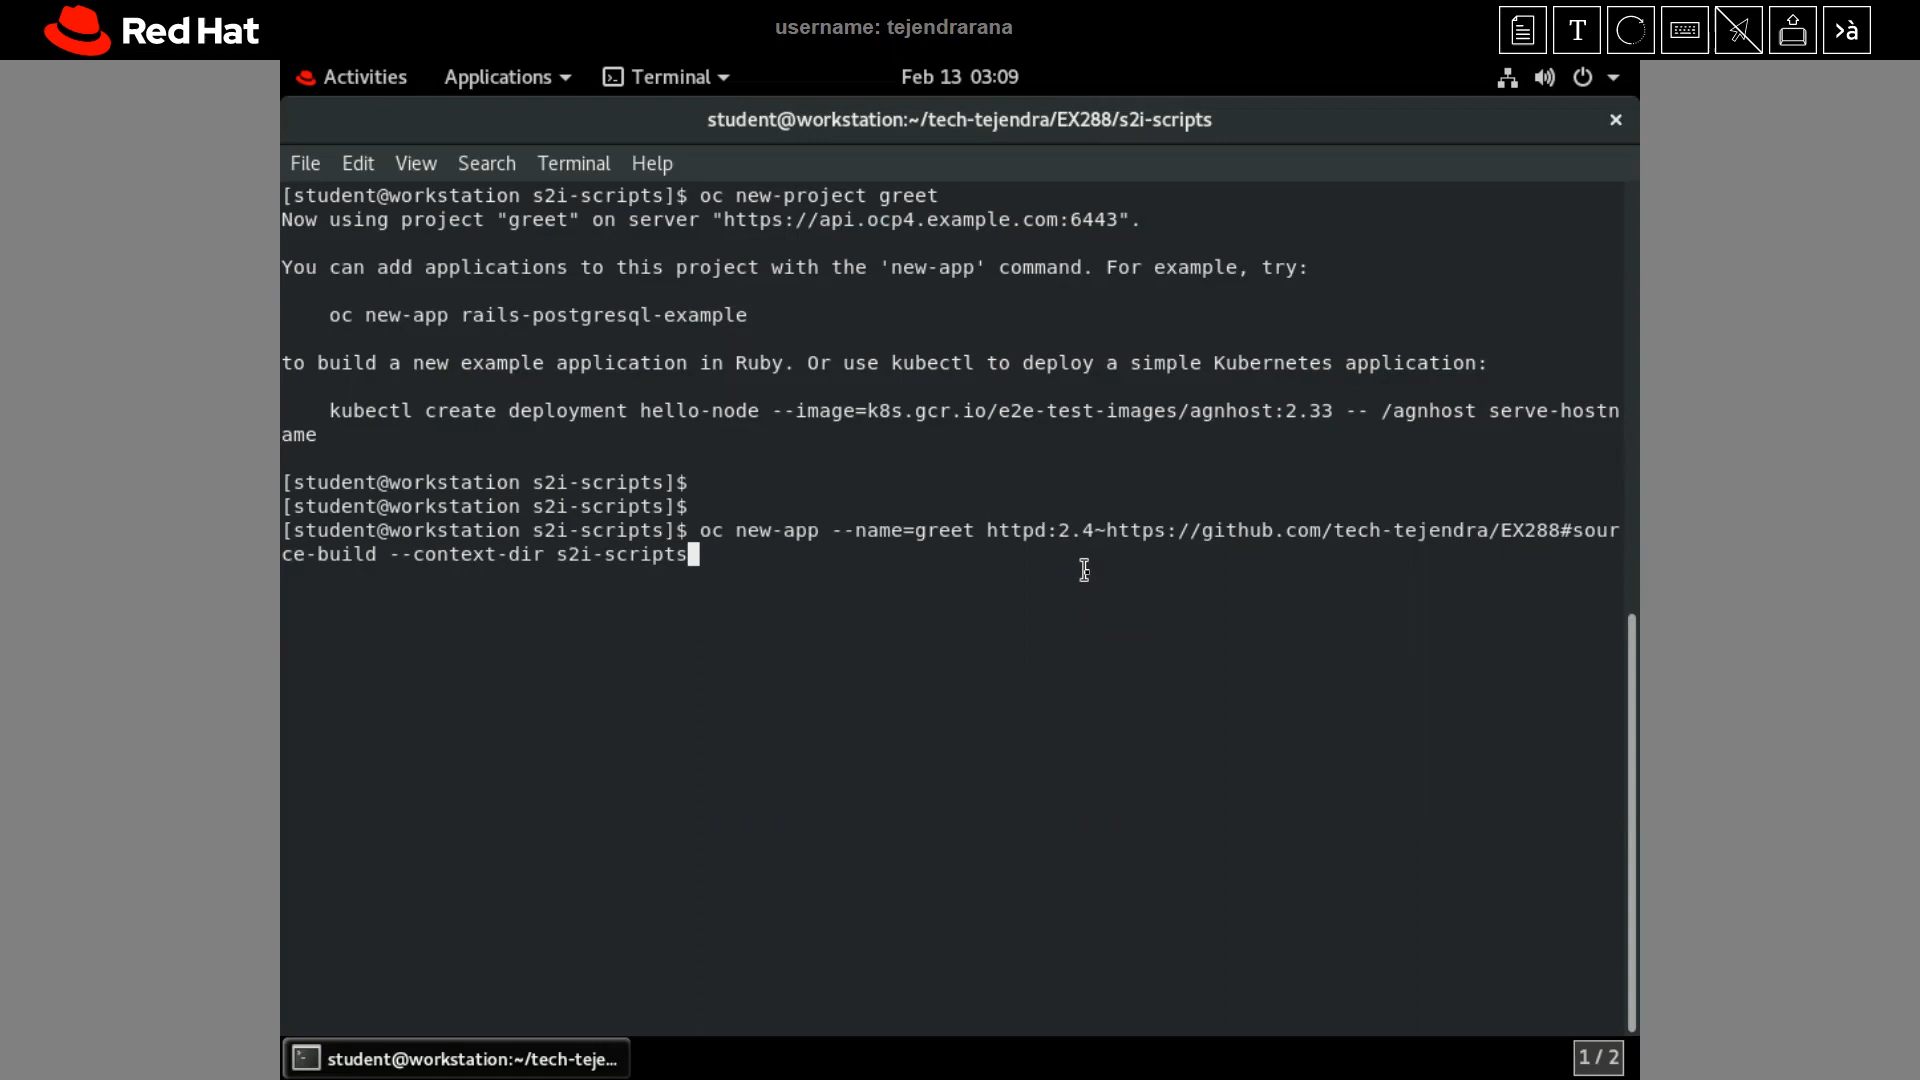 Red Hat
username: tejendrarana
T
>à
Activities Applications Terminal Feb 13 03:09
student@workstation:~/tech-tejendra/EX288/s2i-scripts ×
File Edit View Search Terminal Help
[student@workstation s2i-scripts]$ oc new-project greet
Now using project "greet" on server "https://api.ocp4.example.com:6443".
You can add applications to this project with the 'new-app' command. For example, try:
oc new-app rails-postgresql-example
to build a new example application in Ruby. Or use kubectl to deploy a simple Kubernetes application:
kubectl create deployment hello-node --image=k8s.gcr.io/e2e-test-images/agnhost:2.33 -- /agnhost serve-hostn
ame
[student@workstation s2i-scripts]$
[student@workstation s2i-scripts]$
[student@workstation s2i-scripts]$ oc new-app --name=greet httpd:2.4~https://github.com/tech-tejendra/EX288#sour
ce-build --context-dir s2i-scripts
student@workstation:~/tech-teje...
1 / 2